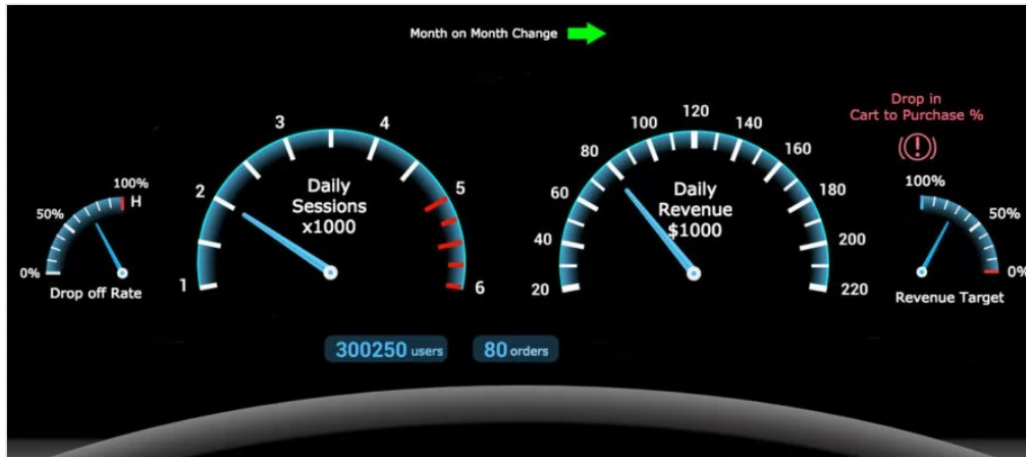 Month on Month Change
Drop in
Cart to Purchase %
Daily
Sessions
x1000
1
2
3
4
5
6
Daily
Revenue
$1000
20
40
60
80
100
120
140
160
180
200
220
100%
H
50%
0%
Drop off Rate
100%
50%
0%
Revenue Target
300250 users
80 orders